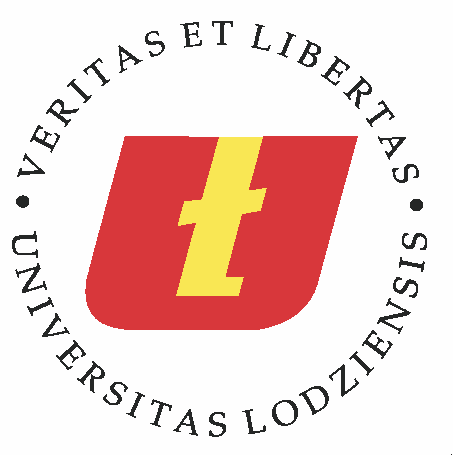 VERITAS ET LIBERTAS
UNIVERSITAS LODZIENSIS